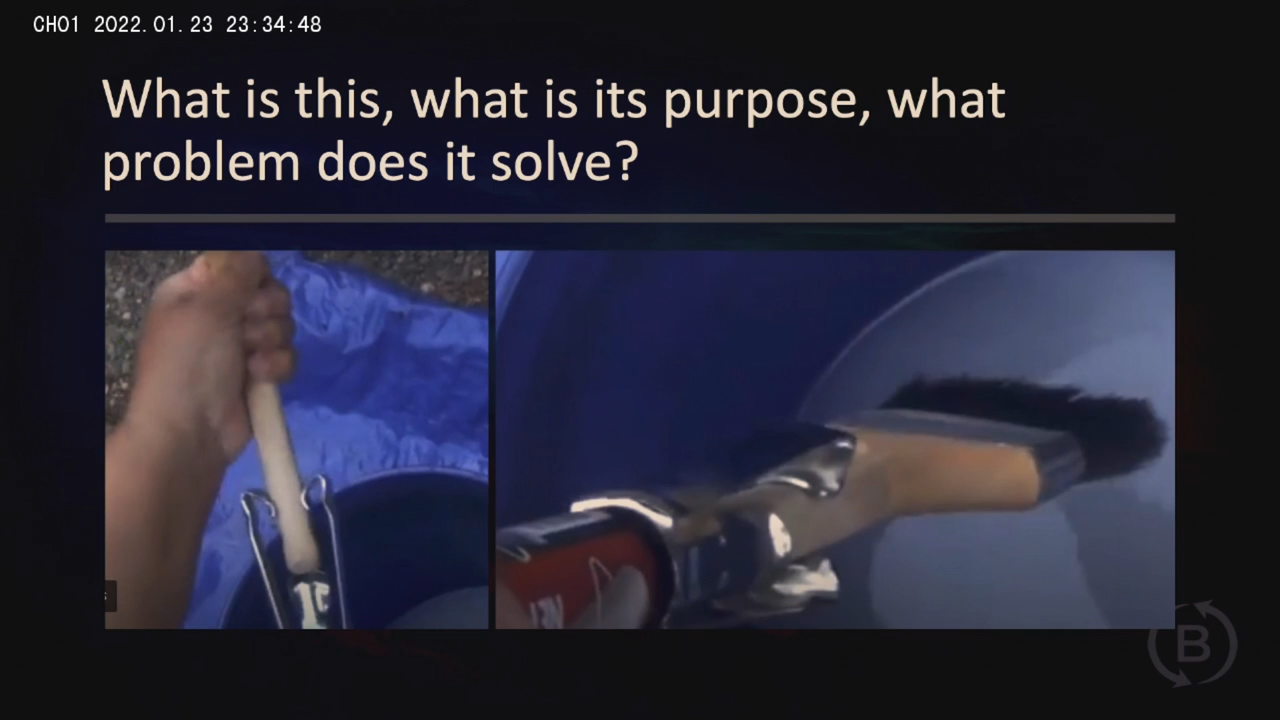 CH01 2022.01.23 23:34:48
What is this, what is its purpose, what
problem does it solve?
B